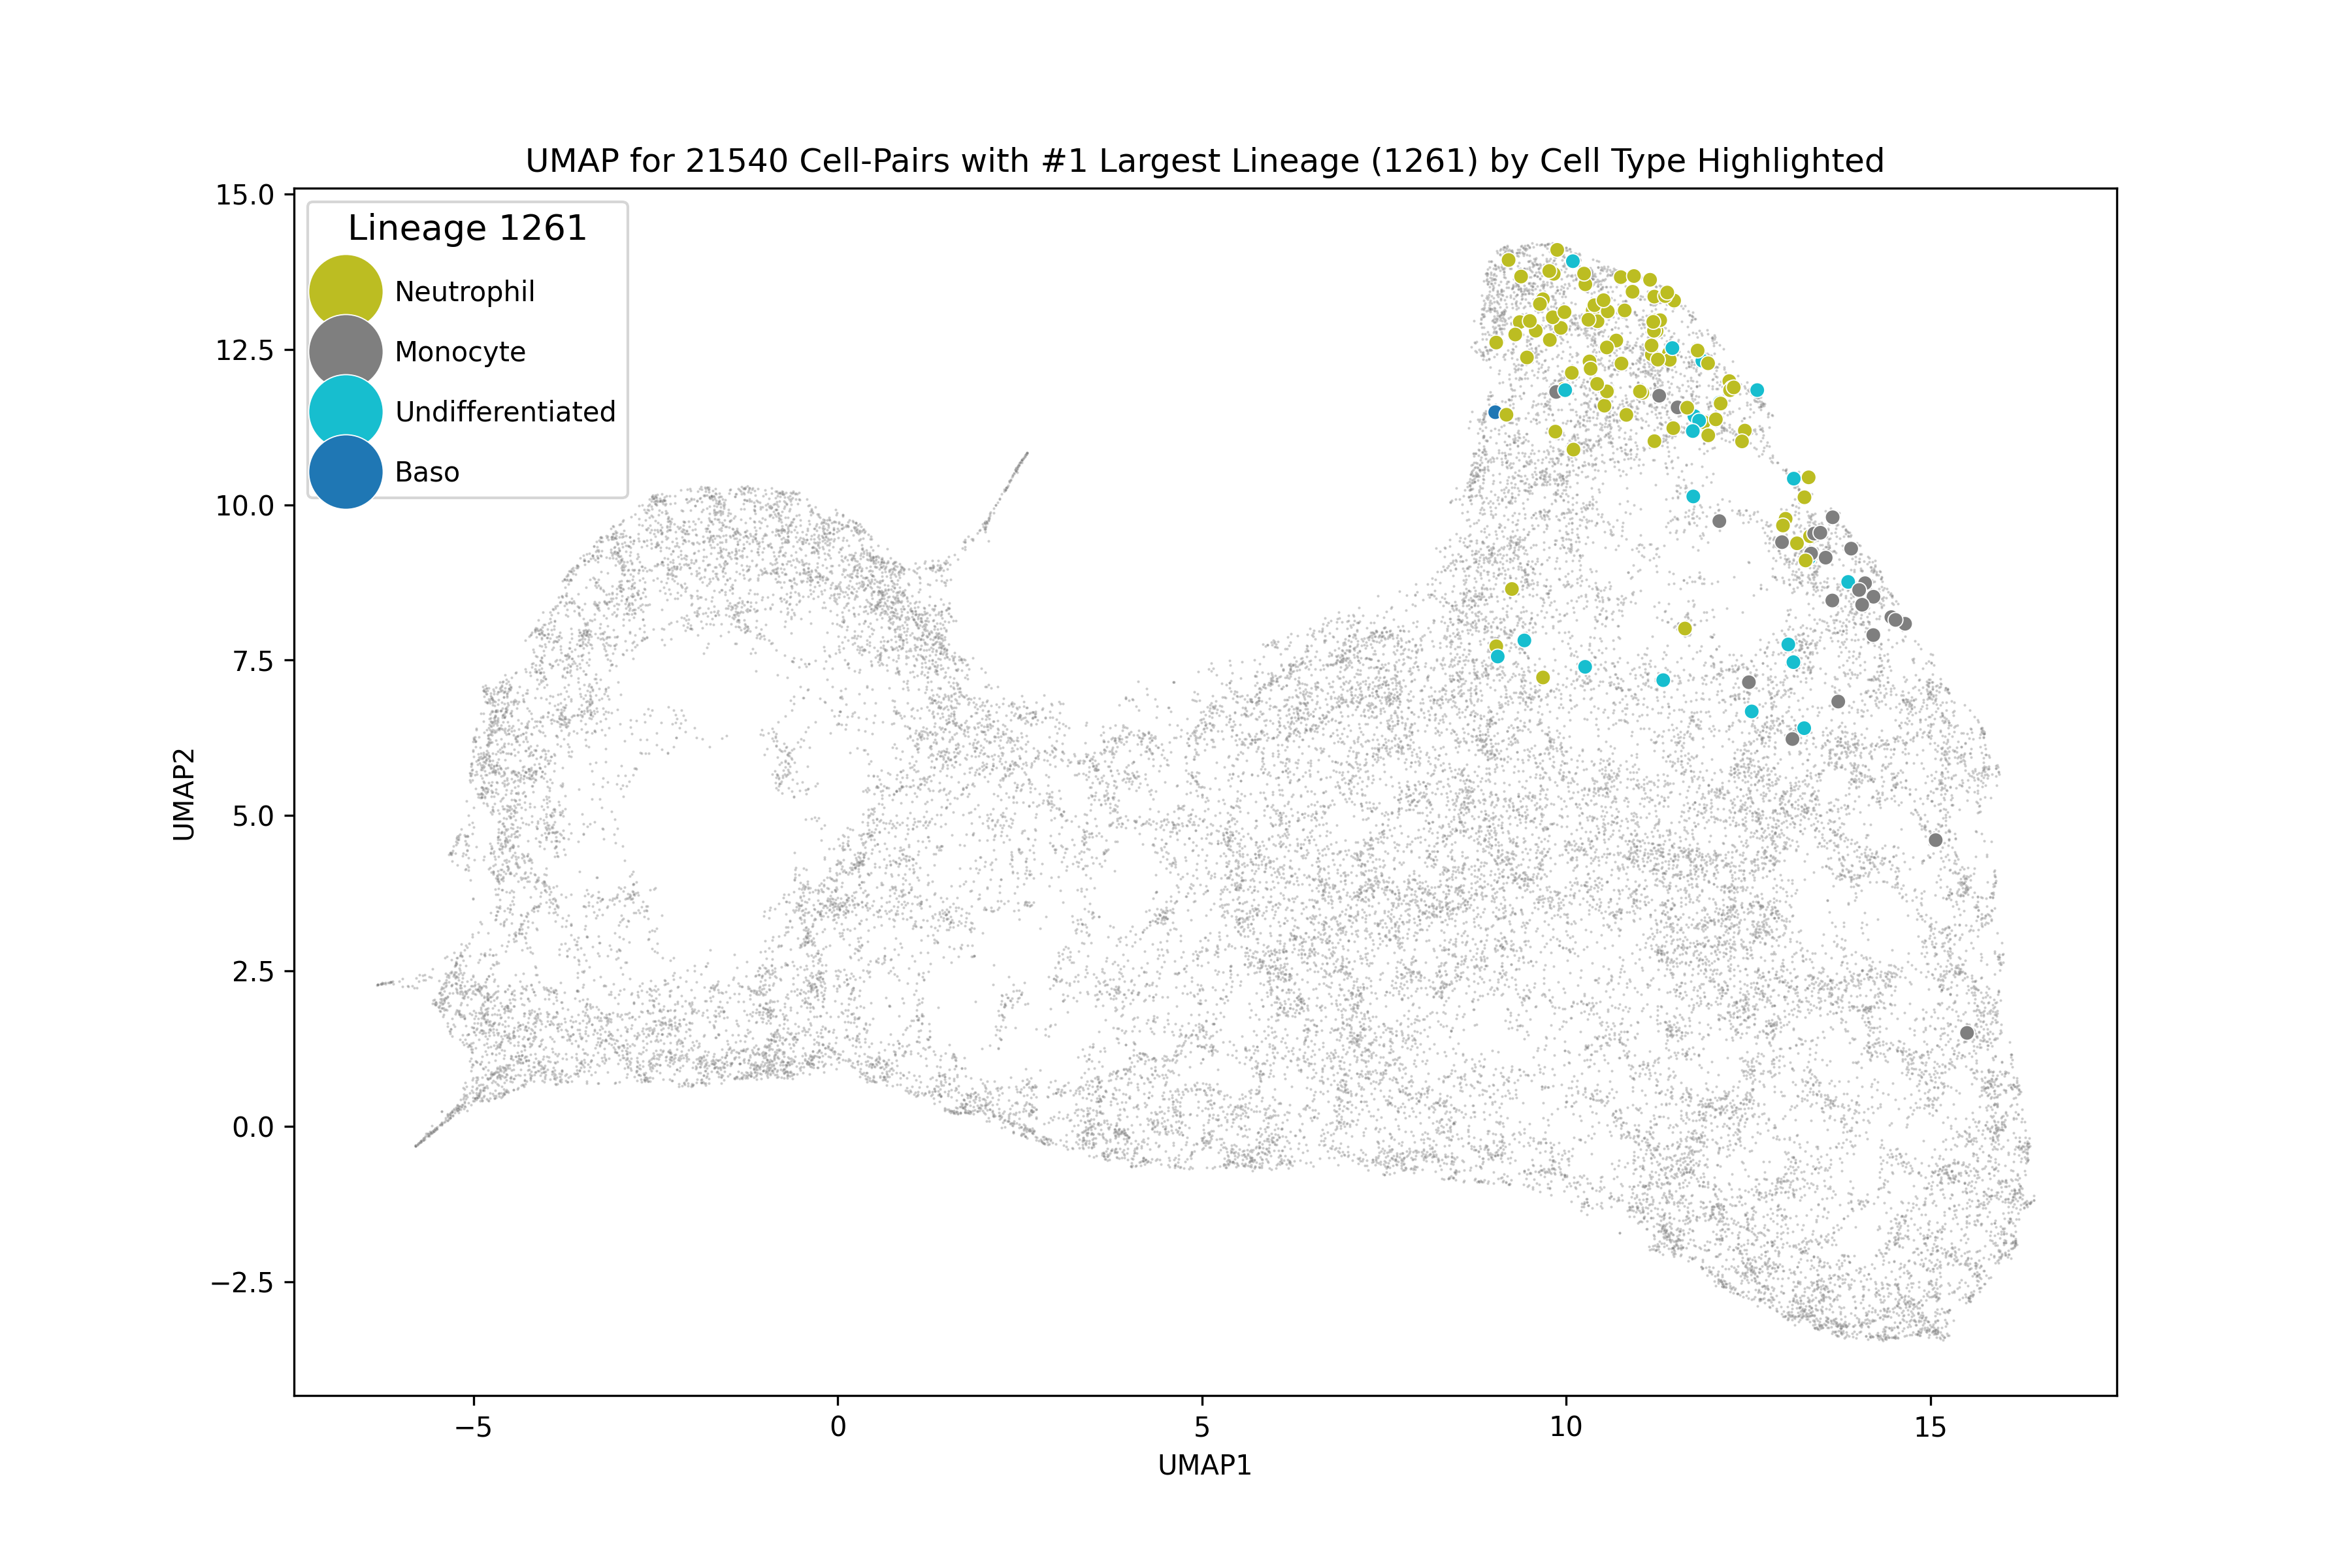 UMAP for 21540 Cell-Pairs with #1 Largest Lineage (1261) by Cell Type Highlighted
Lineage 1261
Neutrophil
Monocyte
Undifferentiated
Baso
15.0
12.5
10.0
7.5
5.0
2.5
0.0
−2.5
UMAP2
−5
0
5
10
15
UMAP1